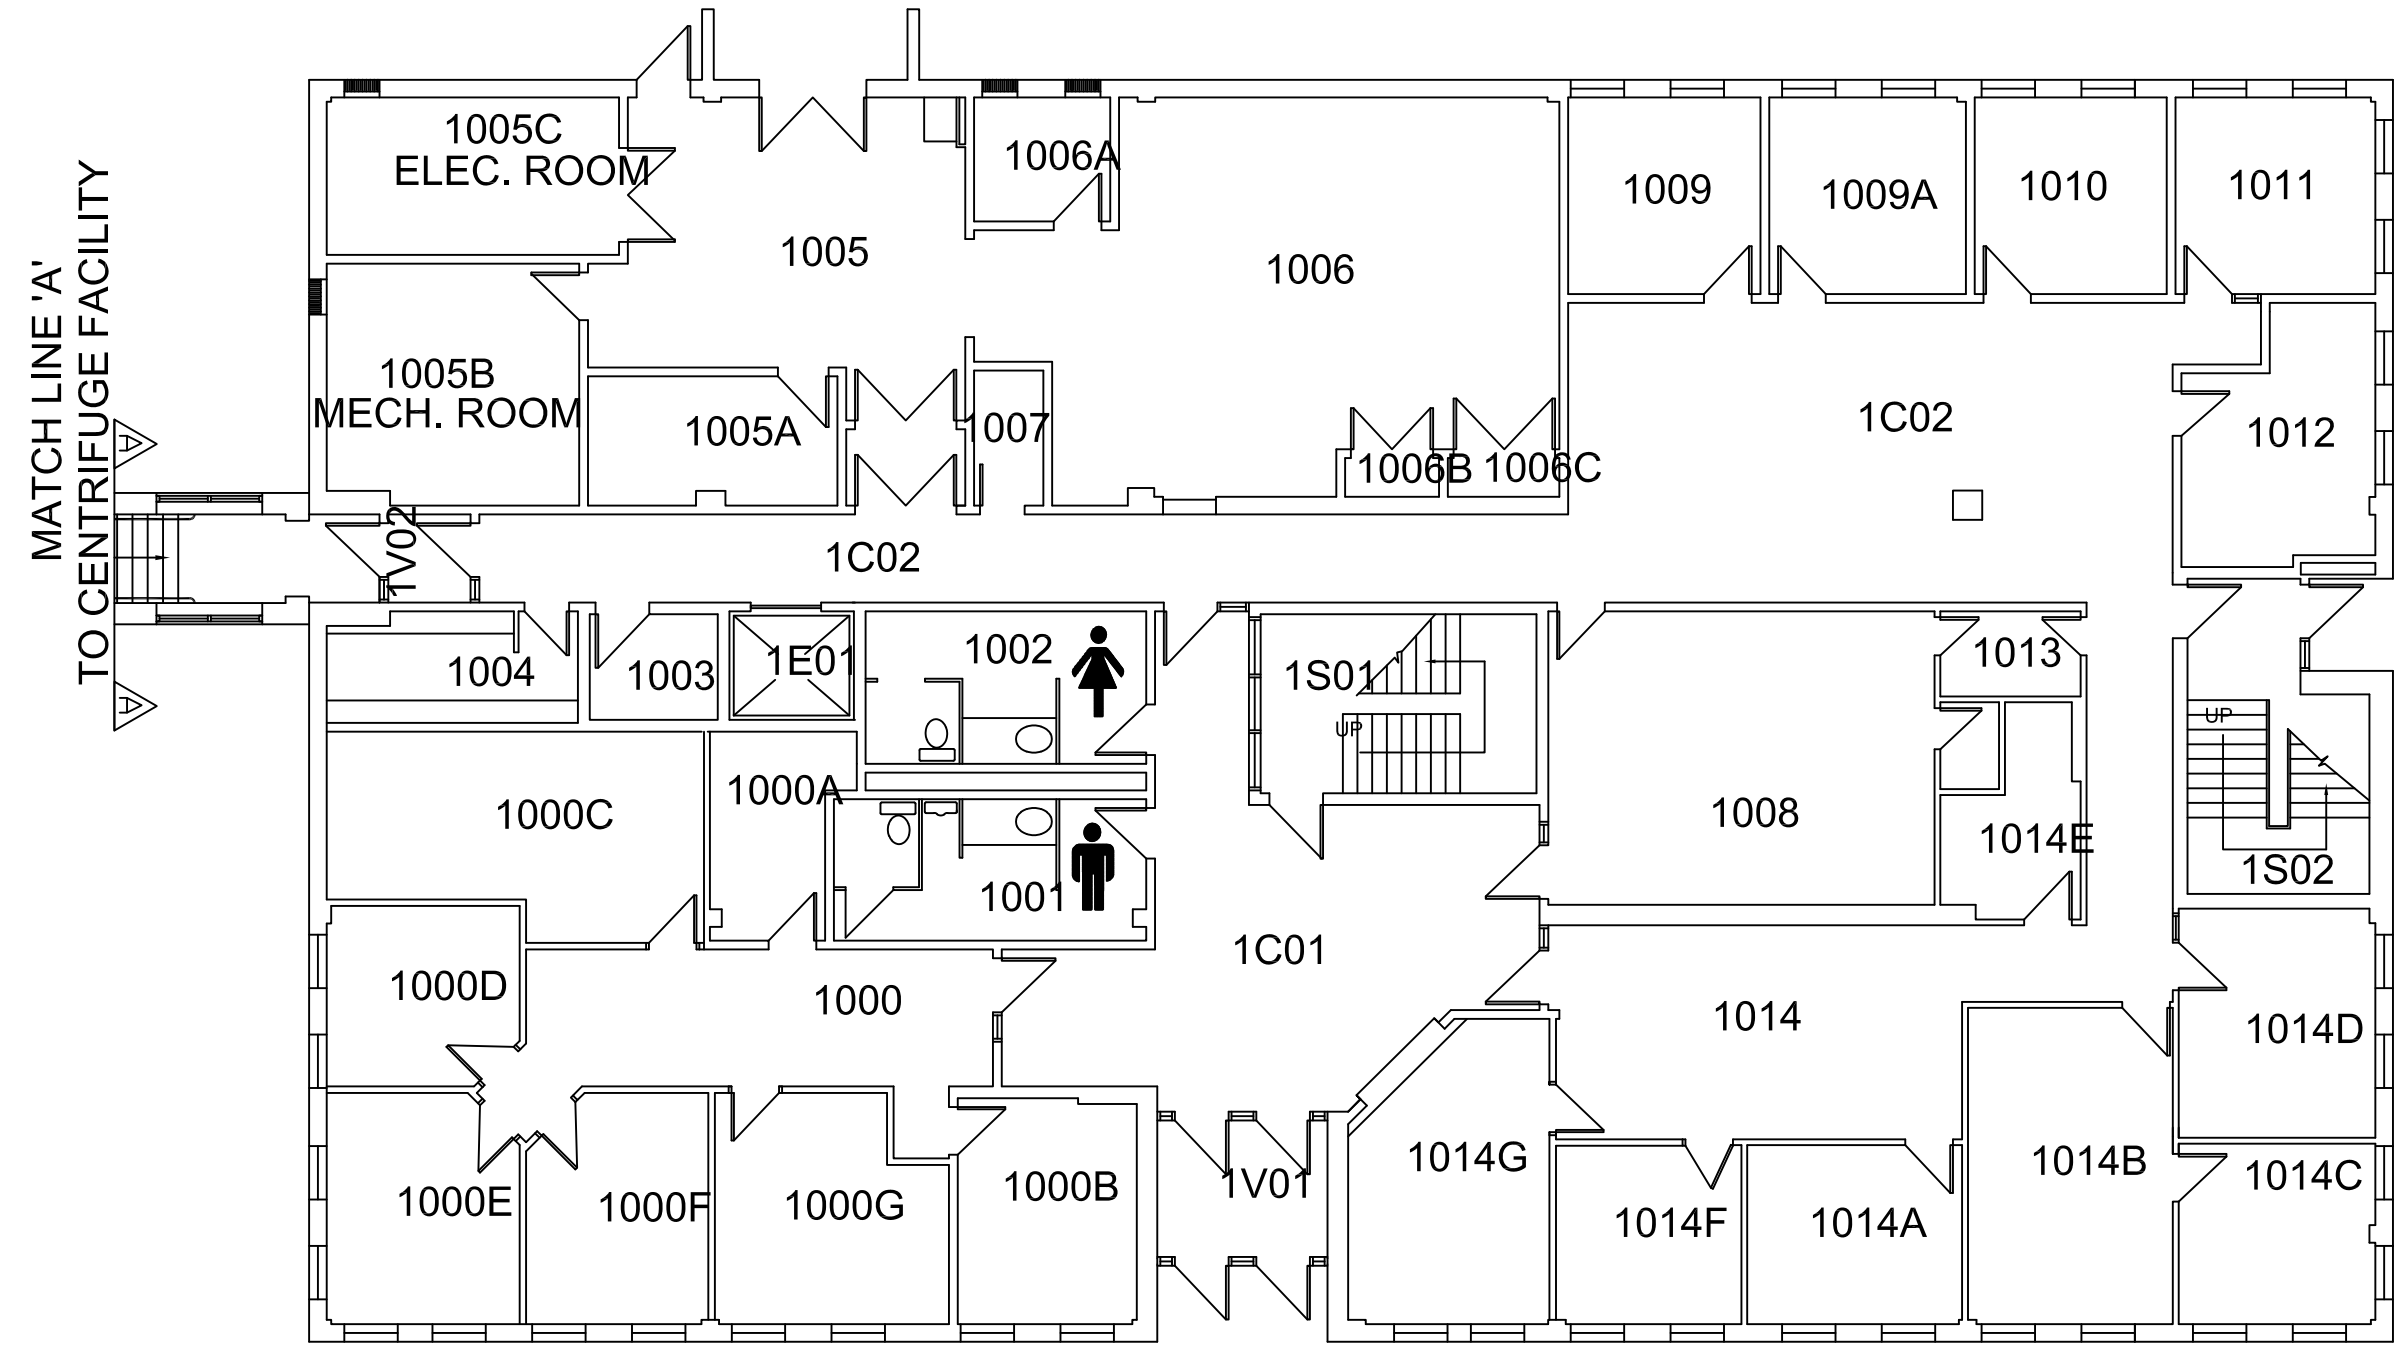 MATCH LINE 'A'
TO CENTRIFUGE FACILITY
A
A
1005C
ELEC. ROOM
1005
1006A
1006
1009
1009A
1010
1011
1005B
MECH. ROOM
1005A
1007
1006B
1006C
1C02
1012
1V02
1C02
1004
1003
1E01
1002
1S01
UP
1013
UP
1000C
1000A
1001
1008
1014E
1S02
1000D
1000
1C01
1014
1014D
1000E
1000F
1000G
1000B
1V01
1014G
1014F
1014A
1014B
1014C